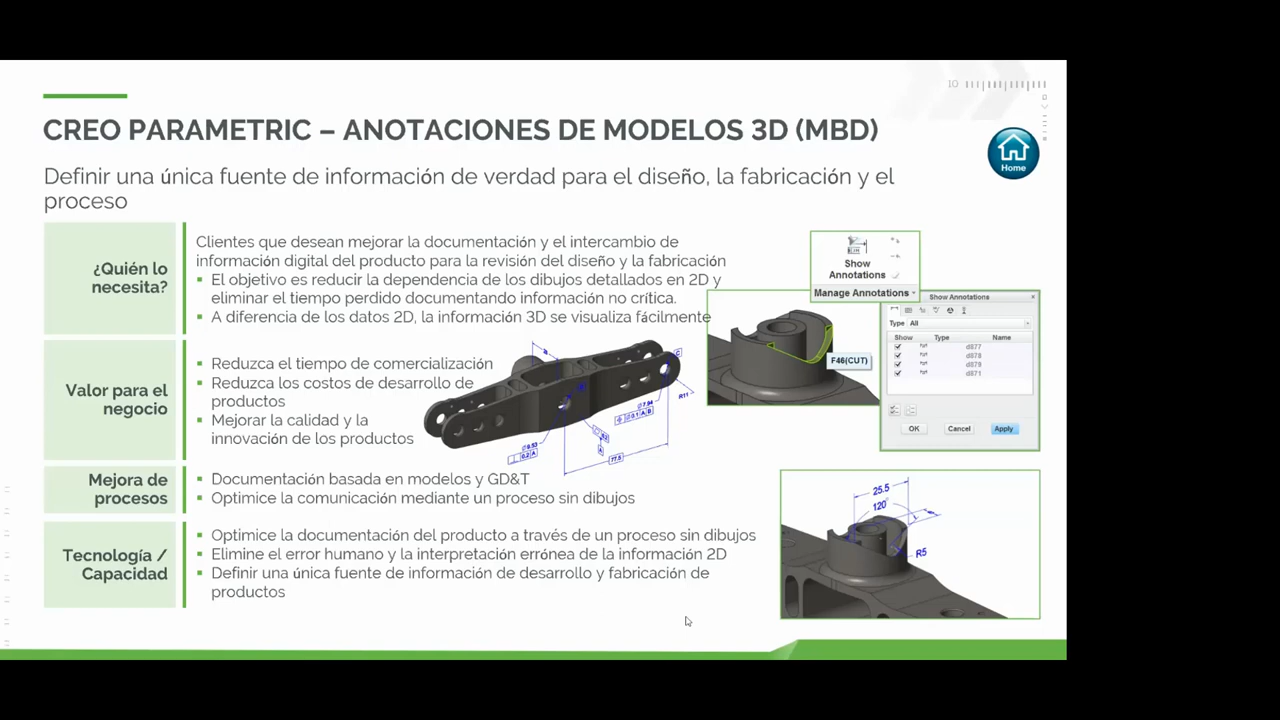 10
CREO PARAMETRIC – ANOTACIONES DE MODELOS 3D (MBD)
Home
Definir una única fuente de información de verdad para el diseño, la fabricación y el
proceso
¿Quién lo
necesita?
Clientes que desean mejorar la documentación y el intercambio de
información digital del producto para la revisión del diseño y la fabricación
▪ El objetivo es reducir la dependencia de los dibujos detallados en 2D y
eliminar el tiempo perdido documentando información no crítica.
▪ A diferencia de los datos 2D, la información 3D se visualiza fácilmente
Valor para el
negocio
▪ Reduzca el tiempo de comercialización
▪ Reduzca los costos de desarrollo de
productos
▪ Mejorar la calidad y la
innovación de los productos
Mejora de
procesos
▪ Documentación basada en modelos y GD&T
▪ Optimice la comunicación mediante un proceso sin dibujos
Tecnología /
Capacidad
▪ Optimice la documentación del producto a través de un proceso sin dibujos
▪ Elimine el error humano y la interpretación errónea de la información 2D
▪ Definir una única fuente de información de desarrollo y fabricación de
productos
Show
Annotations
Manage Annotations
Show Annotations
Type All
Show Type Name
d877
d878
d879
d871
OK Cancel Apply
F46(CUT)
C
R11
77.5
25.5
120°
R5